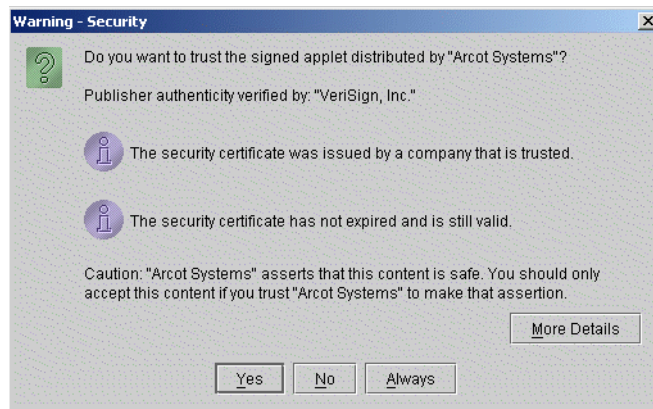 Warning - Security
Do you want to trust the signed applet distributed by "Arcot Systems"?
Publisher authenticity verified by: "VeriSign, Inc."
The security certificate was issued by a company that is trusted.
The security certificate has not expired and is still valid.
Caution: "Arcot Systems" asserts that this content is safe. You should only
accept this content if you trust "Arcot Systems" to make that assertion.
More Details
Yes No Always